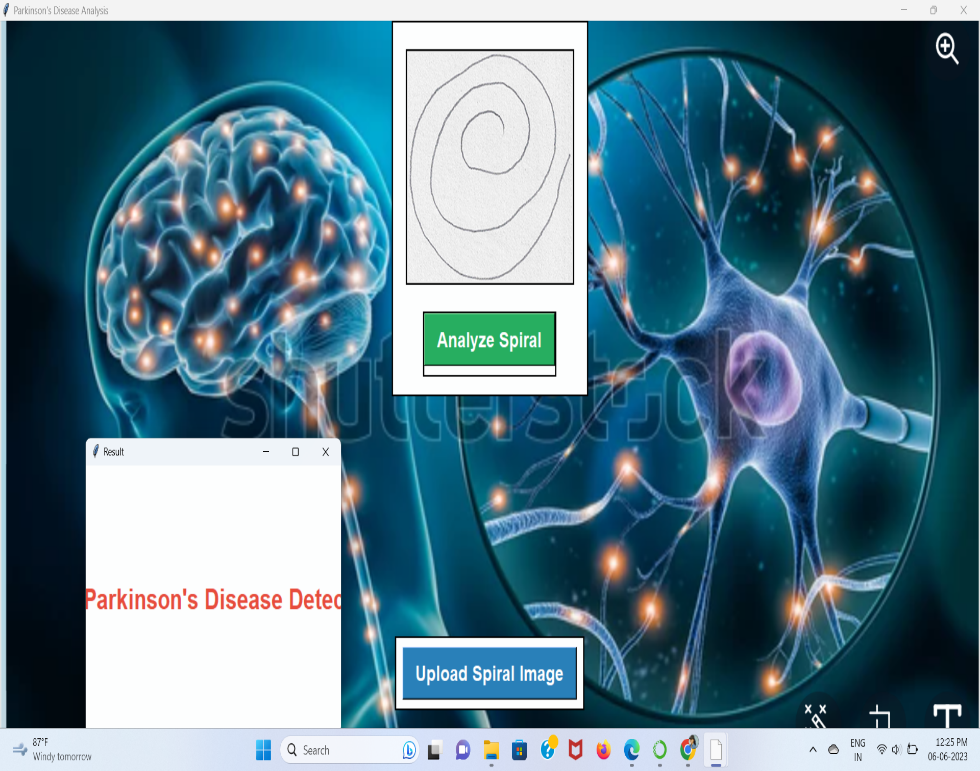 Parkinson's Disease Analysis
Analyze Spiral
shutterstock
Result
Parkinson's Disease Detec
Upload Spiral Image
T
87°F
Windy tomorrow
Search
ENG
IN
12:25 PM
06-06-2023